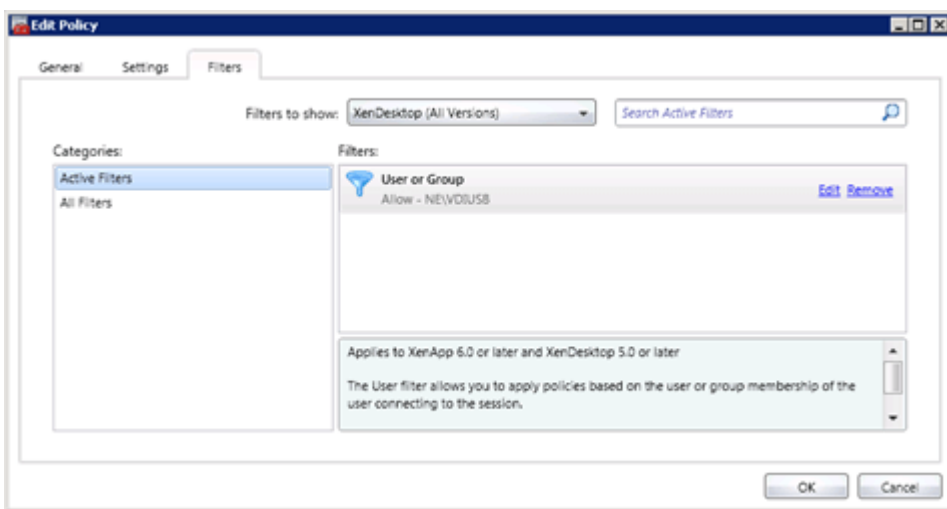 Edit Policy
General Settings Filters
Filters to show: XenDesktop (All Versions) Search Active Filters
Categories: Filters:
Active Filters
All Filters
User or Group
Allow - NE\VDIUSB
Edit Remove
Applies to XenApp 6.0 or later and XenDesktop 5.0 or later
The User filter allows you to apply policies based on the user or group membership of the
user connecting to the session.
OK Cancel